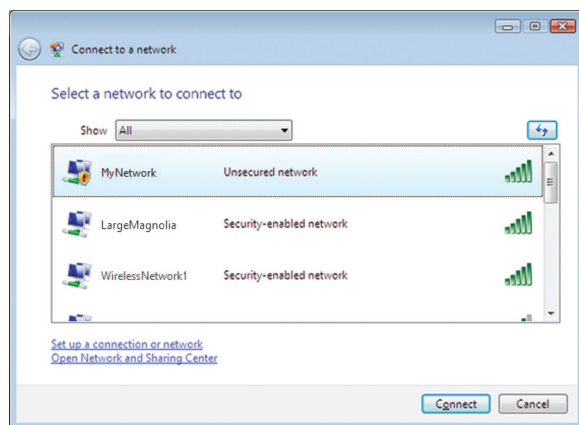 Connect to a network
Select a network to connect to
Show All
MyNetwork Unsecured network
LargeMagnolia Security-enabled network
WirelessNetwork1 Security-enabled network
Set up a connection or network
Open Network and Sharing Center
Connect Cancel